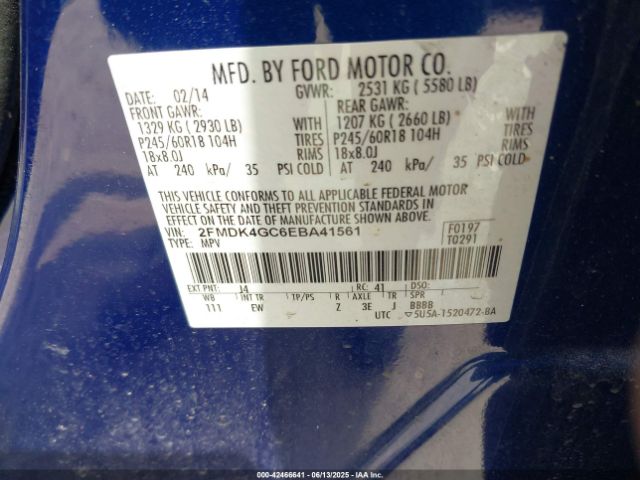 MFD. BY FORD MOTOR CO.
DATE: 02/14 GVWR: 2531 KG ( 5580 LB)
FRONT GAWR: REAR GAWR:
1329 KG ( 2930 LB) WITH 1207 KG ( 2660 LB) WITH
P245/60R18 104H TIRES P245/60R18 104H TIRES
18x8.0J RIMS 18x8.0J RIMS
AT 240 kPa/ 35 PSI COLD AT 240 kPa/ 35 PSI COLD
THIS VEHICLE CONFORMS TO ALL APPLICABLE FEDERAL MOTOR
VEHICLE SAFETY AND THEFT PREVENTION STANDARDS IN
EFFECT ON THE DATE OF MANUFACTURE SHOWN ABOVE.
VIN: 2FMDK4GC6EBA41561 F0197
TYPE: MPV T0291
EXT PNT: J4 RC: 41 DSO:
WB INT TR TP/PS R AXLE TR SPR
111 EW Z 3E J BBBB
UTC ▽5U5A-1520472-BA
000-42466641 - 06/13/2025 - IAA Inc.